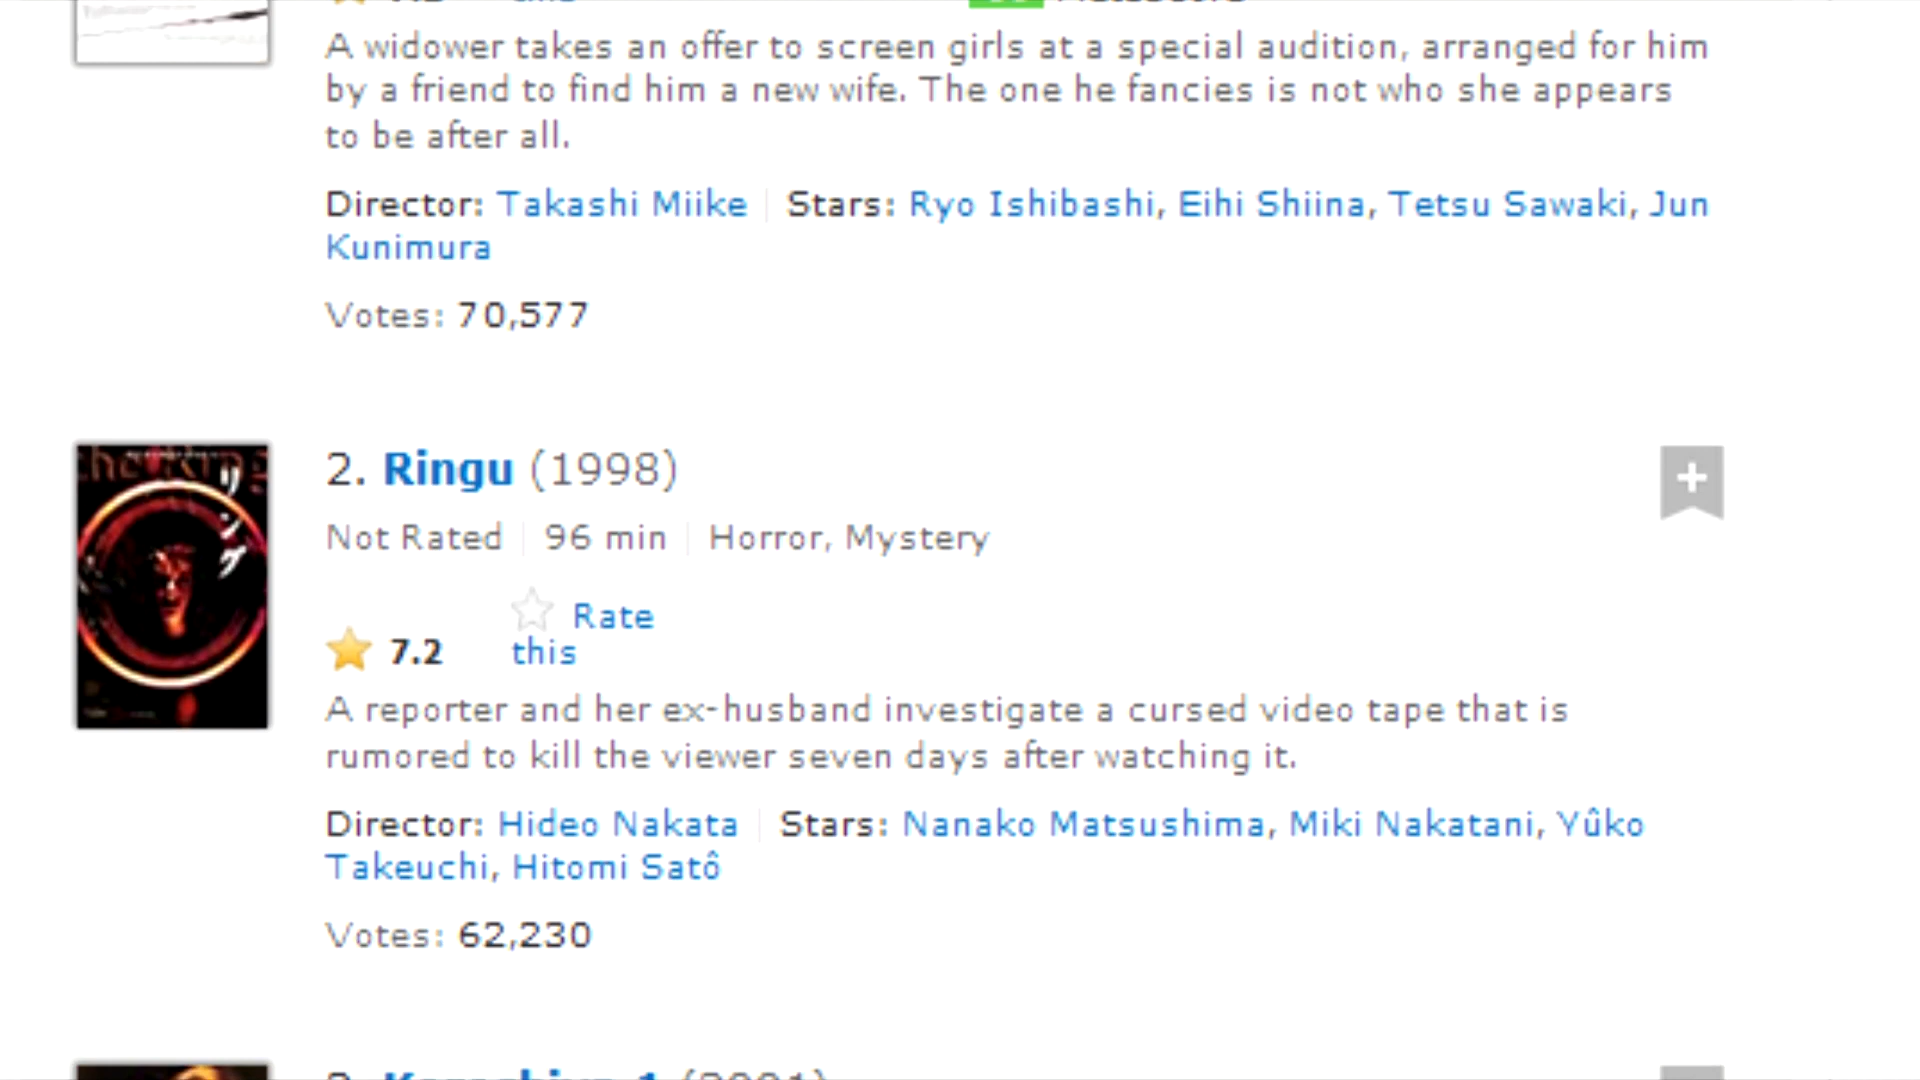 A widower takes an offer to screen girls at a special audition, arranged for him
by a friend to find him a new wife. The one he fancies is not who she appears
to be after all.
Director: Takashi Miike Stars: Ryo Ishibashi, Eihi Shiina, Tetsu Sawaki, Jun
Kunimura
Votes: 70,577
2. Ringu (1998)
Not Rated 96 min Horror, Mystery
Rate
7.2 this
A reporter and her ex-husband investigate a cursed video tape that is
rumored to kill the viewer seven days after watching it.
Director: Hideo Nakata Stars: Nanako Matsushima, Miki Nakatani, Yûko
Takeuchi, Hitomi Satô
Votes: 62,230